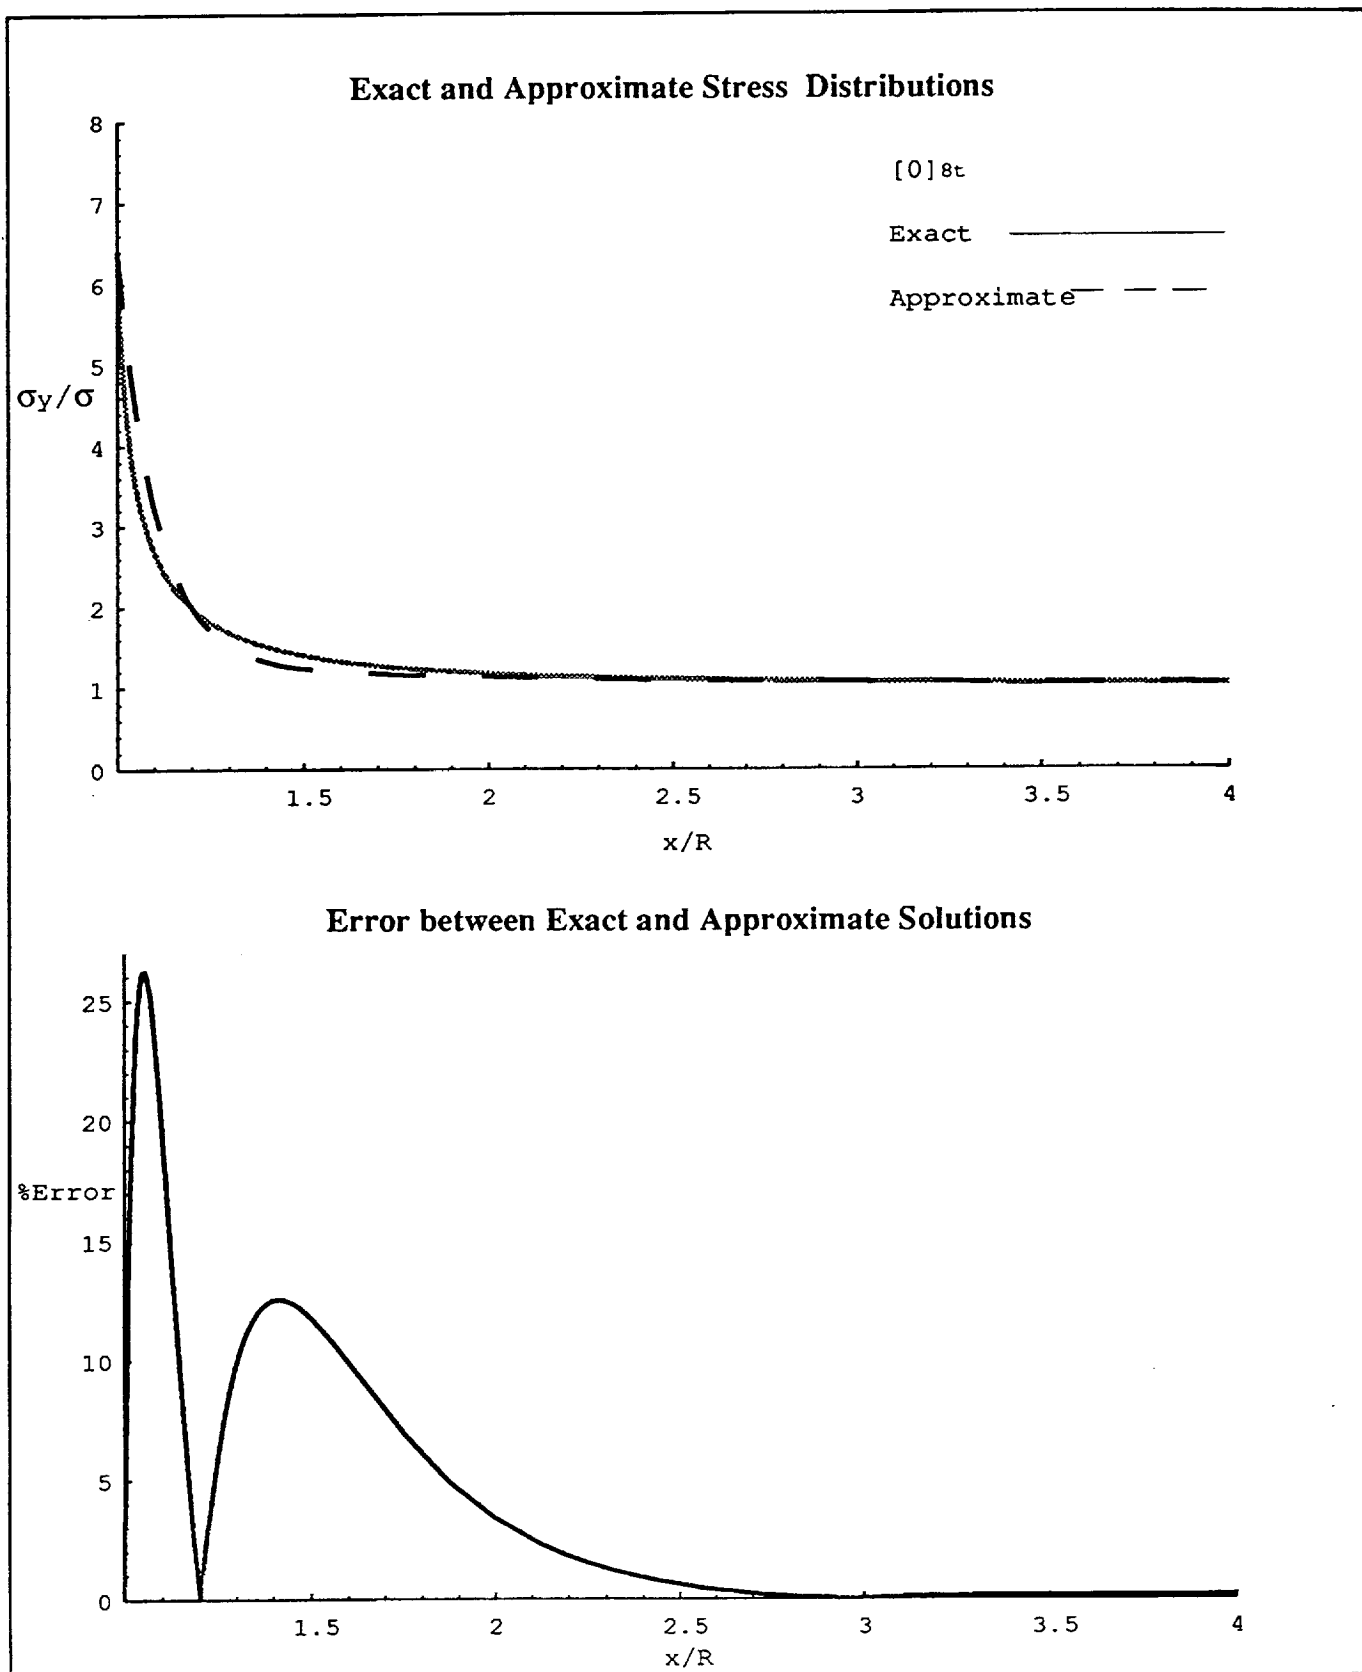 Exact and Approximate Stress Distributions
8
[0]8t
7
Exact
6
Approximate
5
σy/σ
4
3
2
1
0
1.5 2 2.5 3 3.5 4
x/R
Error between Exact and Approximate Solutions
25
20
%Error
15
10
5
0
1.5 2 2.5 3 3.5 4
x/R